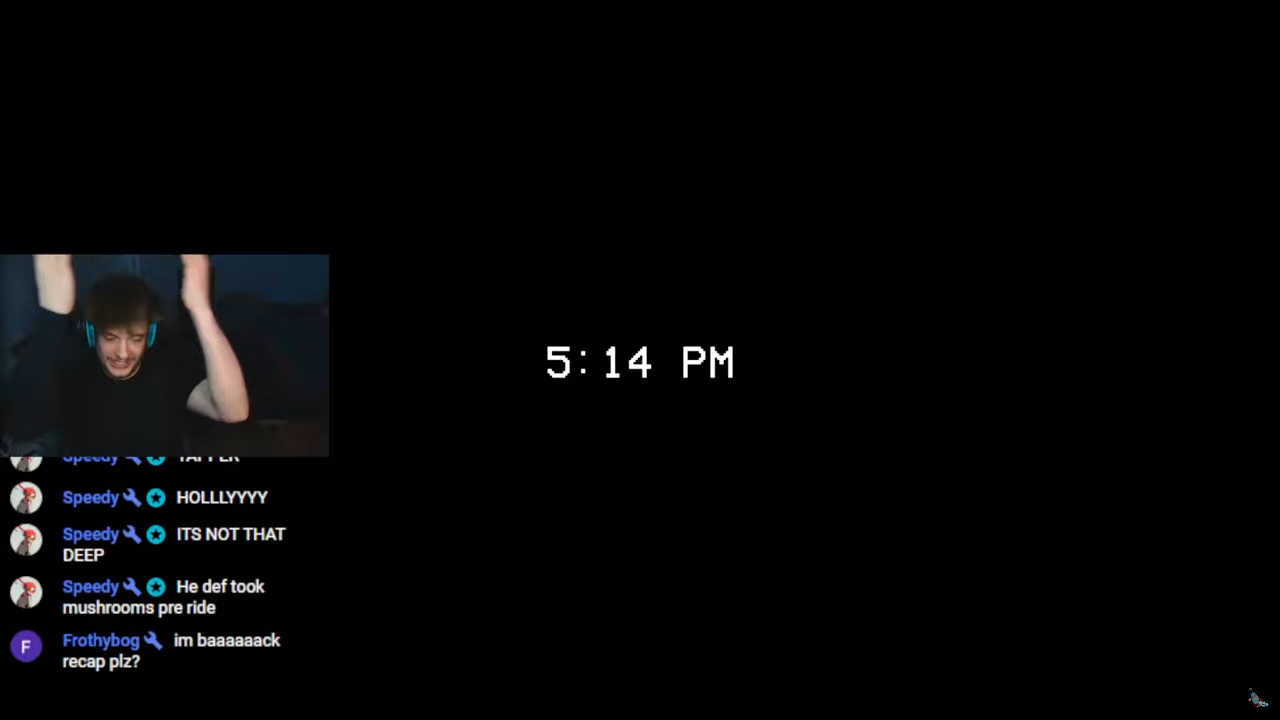 5:14 PM
Speedy
Speedy HOLLLYYYY
Speedy ITS NOT THAT
DEEP
Speedy He def took
mushrooms pre ride
F Frothybog im baaaaaack
recap plz?